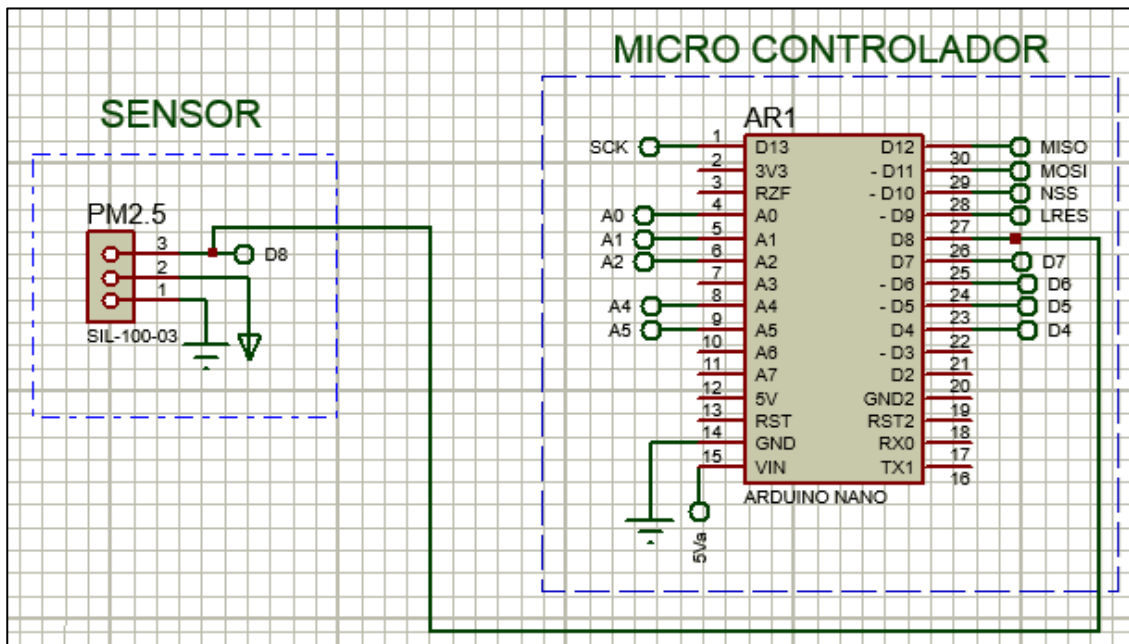 MICRO CONTROLADOR
SENSOR
PM2.5
3
2
1
D8
SIL-100-03
AR1
SCK
1
D13
2
3V3
3
RZF
A0
4
A0
A1
5
A1
A2
6
A2
7
A3
A4
8
A4
A5
9
A5
10
A6
11
A7
12
5V
13
RST
14
GND
15
VIN
5Va
D12
30
MISO
- D11
29
MOSI
- D10
28
NSS
- D9
27
LRES
D8
26
D7
25
D7
- D6
24
D6
- D5
23
D5
D4
22
D4
- D3
21
D2
20
GND2
19
RST2
18
RX0
17
TX1
16
ARDUINO NANO